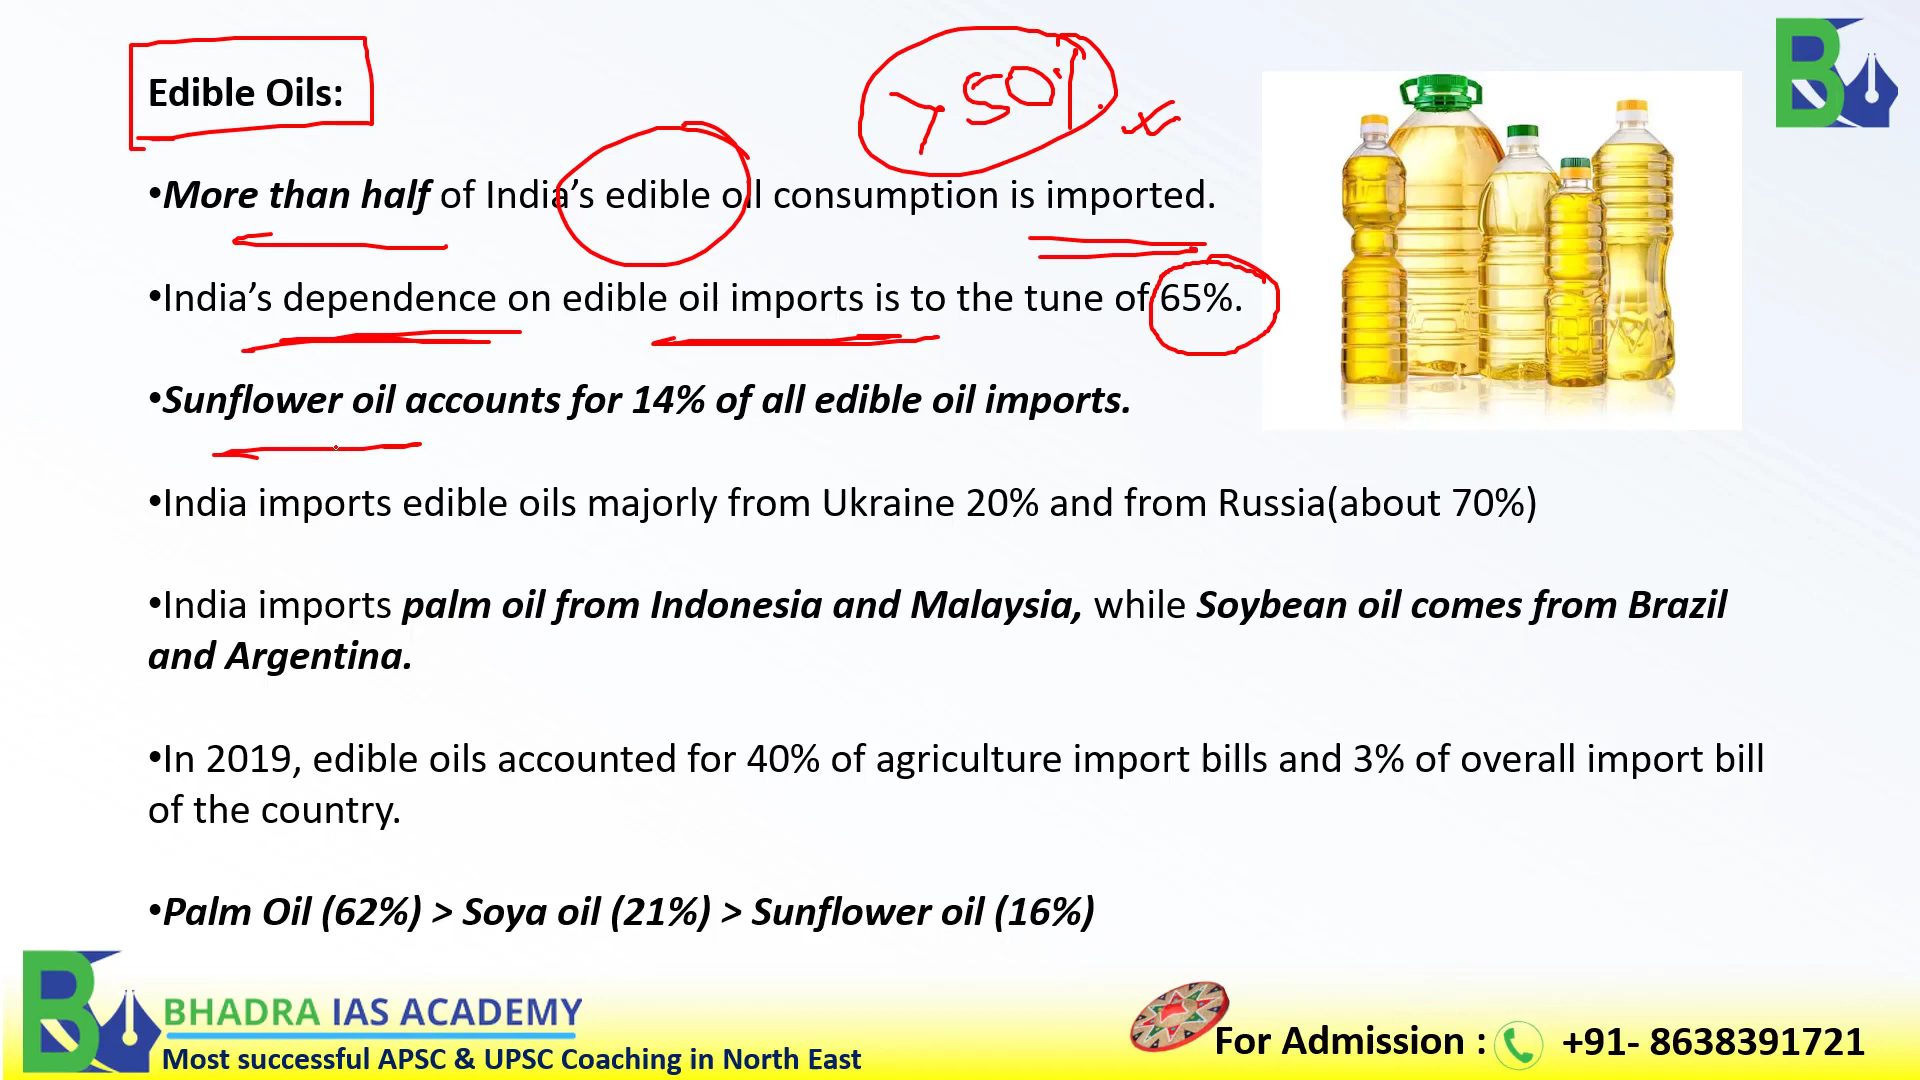 Edible Oils:
7 50%
•More than half of India's edible oil consumption is imported.
•India's dependence on edible oil imports is to the tune of 65%.
•Sunflower oil accounts for 14% of all edible oil imports.
•India imports edible oils majorly from Ukraine 20% and from Russia(about 70%)
•India imports palm oil from Indonesia and Malaysia, while Soybean oil comes from Brazil
and Argentina.
•In 2019, edible oils accounted for 40% of agriculture import bills and 3% of overall import bill
of the country.
•Palm Oil (62%) > Soya oil (21%) > Sunflower oil (16%)
BHADRA IAS ACADEMY
Most successful APSC & UPSC Coaching in North East
For Admission : +91- 8638391721